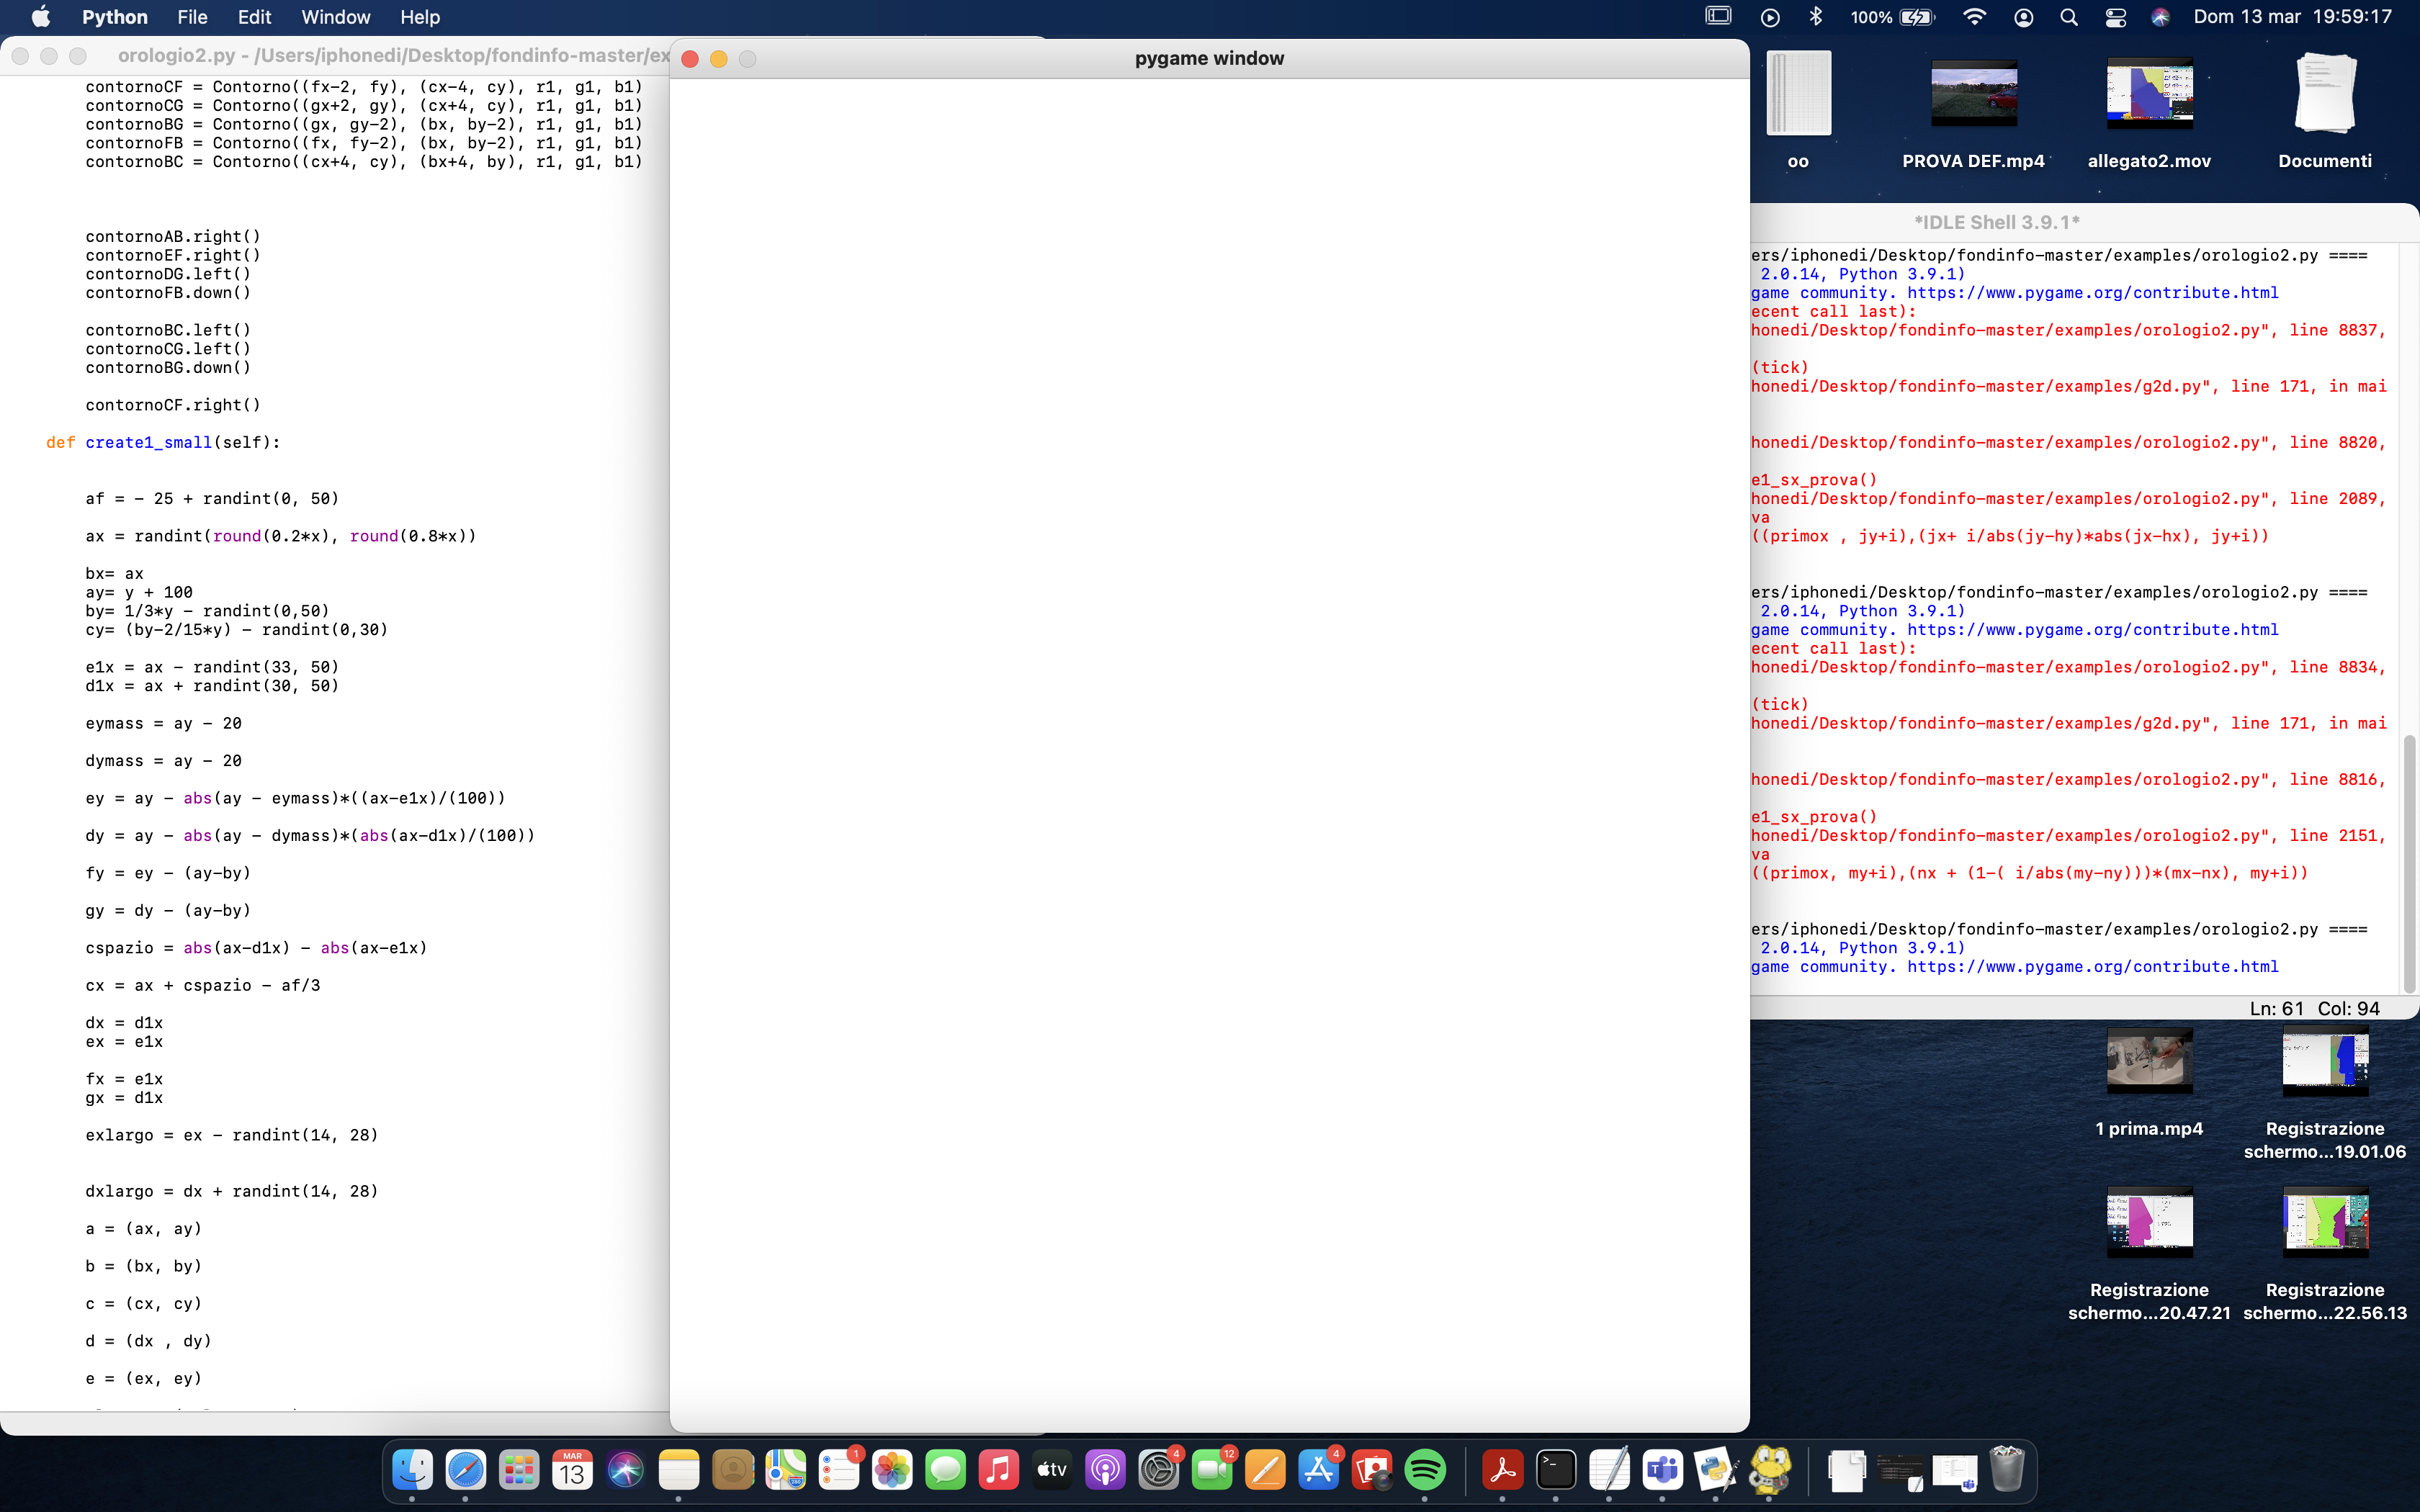 Python File Edit Window Help
100% Dom 13 mar 19:59:17
orologio2.py - /Users/iphonedi/Desktop/fondinfo-master/ex
contornoCF = Contorno((fx-2, fy), (cx-4, cy), r1, g1, b1)
contornoCG = Contorno((gx+2, gy), (cx+4, cy), r1, g1, b1)
contornoBG = Contorno((gx, gy-2), (bx, by-2), r1, g1, b1)
contornoFB = Contorno((fx, fy-2), (bx, by-2), r1, g1, b1)
contornoBC = Contorno((cx+4, cy), (bx+4, by), r1, g1, b1)
contornoAB.right()
contornoEF.right()
contornoDG.left()
contornoFB.down()
contornoBC.left()
contornoCG.left()
contornoBG.down()
contornoCF.right()
def create1_small(self):
af = - 25 + randint(0, 50)
ax = randint(round(0.2*x), round(0.8*x))
bx= ax
ay= y + 100
by= 1/3*y - randint(0,50)
cy= (by-2/15*y) - randint(0,30)
e1x = ax - randint(33, 50)
d1x = ax + randint(30, 50)
eymass = ay - 20
dymass = ay - 20
ey = ay - abs(ay - eymass)*((ax-e1x)/(100))
dy = ay - abs(ay - dymass)*(abs(ax-d1x)/(100))
fy = ey - (ay-by)
gy = dy - (ay-by)
cspazio = abs(ax-d1x) - abs(ax-e1x)
cx = ax + cspazio - af/3
dx = d1x
ex = e1x
fx = e1x
gx = d1x
exlargo = ex - randint(14, 28)
dxlargo = dx + randint(14, 28)
a = (ax, ay)
b = (bx, by)
c = (cx, cy)
d = (dx , dy)
e = (ex, ey)
pygame window
oo
PROVA DEF.mp4
allegato2.mov
Documenti
*IDLE Shell 3.9.1*
ers/iphonedi/Desktop/fondinfo-master/examples/orologio2.py ====
2.0.14, Python 3.9.1)
game community. https://www.pygame.org/contribute.html
ecent call last):
honedi/Desktop/fondinfo-master/examples/orologio2.py", line 8837,
(tick)
honedi/Desktop/fondinfo-master/examples/g2d.py", line 171, in mai
honedi/Desktop/fondinfo-master/examples/orologio2.py", line 8820,
e1_sx_prova()
honedi/Desktop/fondinfo-master/examples/orologio2.py", line 2089,
va
((primox , jy+i),(jx+ i/abs(jy-hy)*abs(jx-hx), jy+i))
ers/iphonedi/Desktop/fondinfo-master/examples/orologio2.py ====
2.0.14, Python 3.9.1)
game community. https://www.pygame.org/contribute.html
ecent call last):
honedi/Desktop/fondinfo-master/examples/orologio2.py", line 8834,
(tick)
honedi/Desktop/fondinfo-master/examples/g2d.py", line 171, in mai
honedi/Desktop/fondinfo-master/examples/orologio2.py", line 8816,
e1_sx_prova()
honedi/Desktop/fondinfo-master/examples/orologio2.py", line 2151,
va
((primox, my+i),(nx + (1-( i/abs(my-ny)))*(mx-nx), my+i))
ers/iphonedi/Desktop/fondinfo-master/examples/orologio2.py ====
2.0.14, Python 3.9.1)
game community. https://www.pygame.org/contribute.html
Ln: 61 Col: 94
1 prima.mp4
Registrazione
schermo...19.01.06
Registrazione
schermo...20.47.21
Registrazione
schermo...22.56.13
MAR
13
1
tv
4
12
4